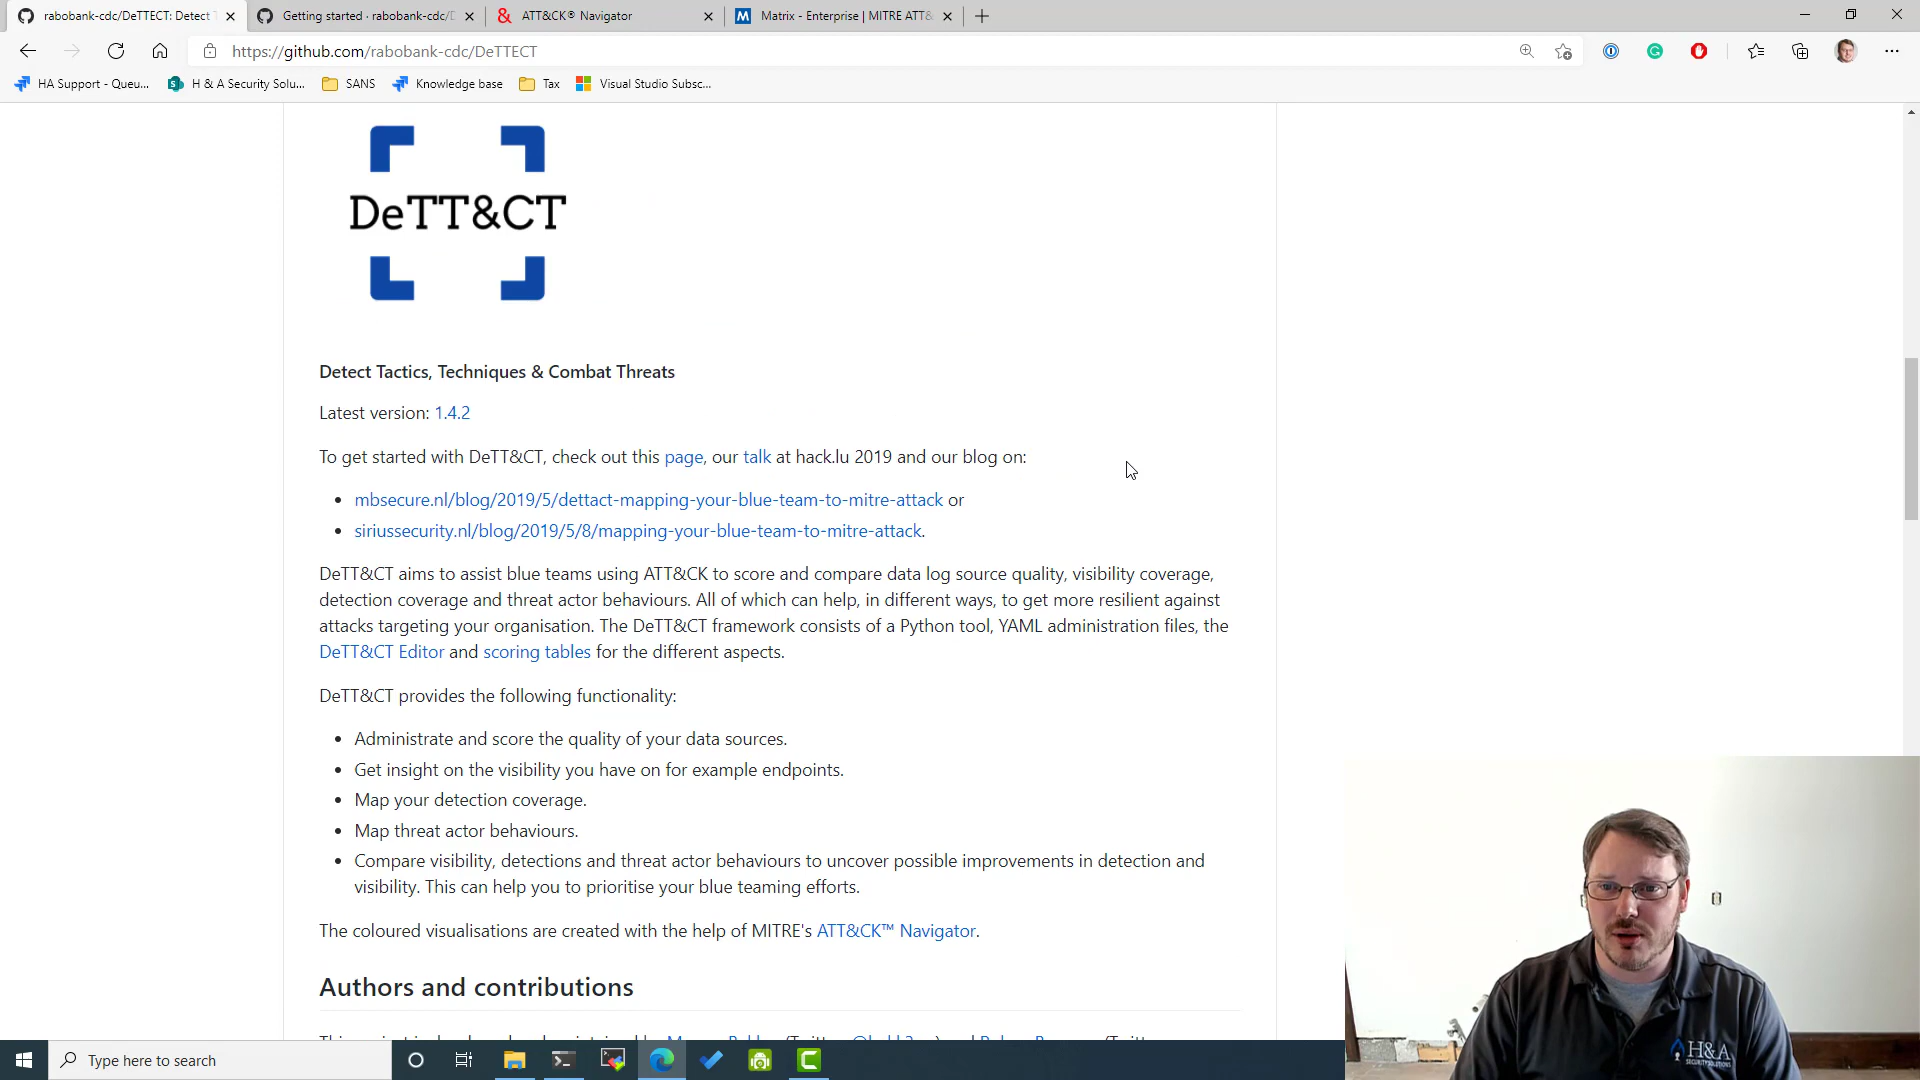 rabobank-cdc/DeTTECT: Detect T
Getting started · rabobank-cdc/D
ATT&CK® Navigator
Matrix - Enterprise | MITRE ATT&
https://github.com/rabobank-cdc/DeTTECT
HA Support - Queu...
H & A Security Solu...
SANS
Knowledge base
Tax
Visual Studio Subsc...
DeTT&CT
Detect Tactics, Techniques & Combat Threats
Latest version: 1.4.2
To get started with DeTT&CT, check out this page, our talk at hack.lu 2019 and our blog on:
• mbsecure.nl/blog/2019/5/dettact-mapping-your-blue-team-to-mitre-attack or
• siriussecurity.nl/blog/2019/5/8/mapping-your-blue-team-to-mitre-attack.
DeTT&CT aims to assist blue teams using ATT&CK to score and compare data log source quality, visibility coverage,
detection coverage and threat actor behaviours. All of which can help, in different ways, to get more resilient against
attacks targeting your organisation. The DeTT&CT framework consists of a Python tool, YAML administration files, the
DeTT&CT Editor and scoring tables for the different aspects.
DeTT&CT provides the following functionality:
• Administrate and score the quality of your data sources.
• Get insight on the visibility you have on for example endpoints.
• Map your detection coverage.
• Map threat actor behaviours.
• Compare visibility, detections and threat actor behaviours to uncover possible improvements in detection and
visibility. This can help you to prioritise your blue teaming efforts.
The coloured visualisations are created with the help of MITRE's ATT&CK™ Navigator.
Authors and contributions
H&A
SECURITY SOLUTIONS
Type here to search